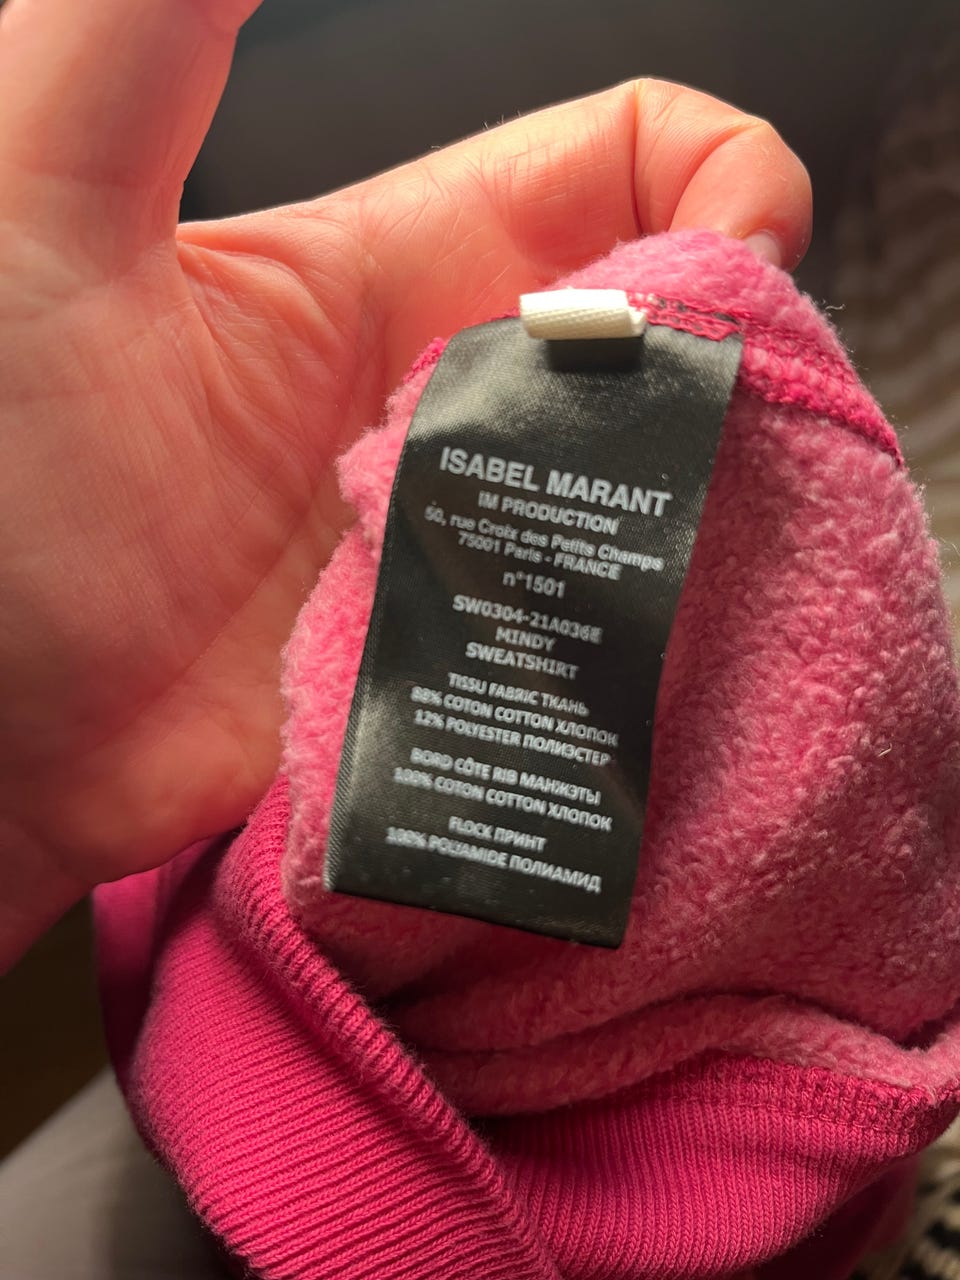 ISABEL MARANT
IM PRODUCTION
50, rue Croix des Petits Champs
75001 Paris - FRANCE
n°1501
SW0304-21A036E
MINDY
SWEATSHIRT
TISSU FABRIC ТКАНЬ
88% COTON COTTON ХЛОПОК
12% POLYESTER ПОЛИЭСТЕР
BORD CÔTE RIB МАНЖЕТЫ
100% COTON COTTON ХЛОПОК
FLOCK ПРИНТ
100% POLYAMIDE ПОЛИАМИД